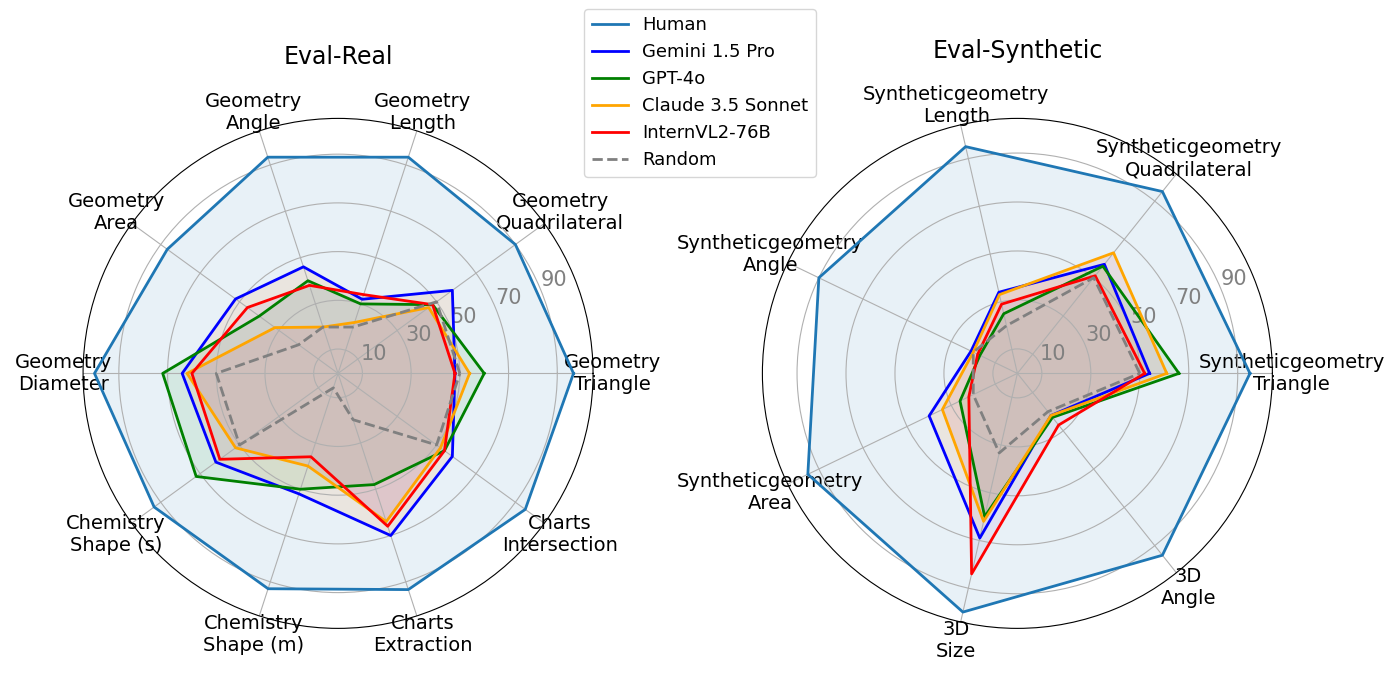 Human
Gemini 1.5 Pro
GPT-4o
Claude 3.5 Sonnet
InternVL2-76B
Random
Eval-Real
Geometry
Angle
Geometry
Length
Geometry
Area
Geometry
Quadrilateral
Geometry
Diameter
Geometry
Triangle
Chemistry
Shape (s)
Charts
Intersection
Chemistry
Shape (m)
Charts
Extraction
10
30
50
70
90
Eval-Synthetic
Syntheticgeometry
Length
Syntheticgeometry
Quadrilateral
Syntheticgeometry
Angle
Syntheticgeometry
Triangle
Syntheticgeometry
Area
3D
Angle
3D
Size
10
30
50
70
90